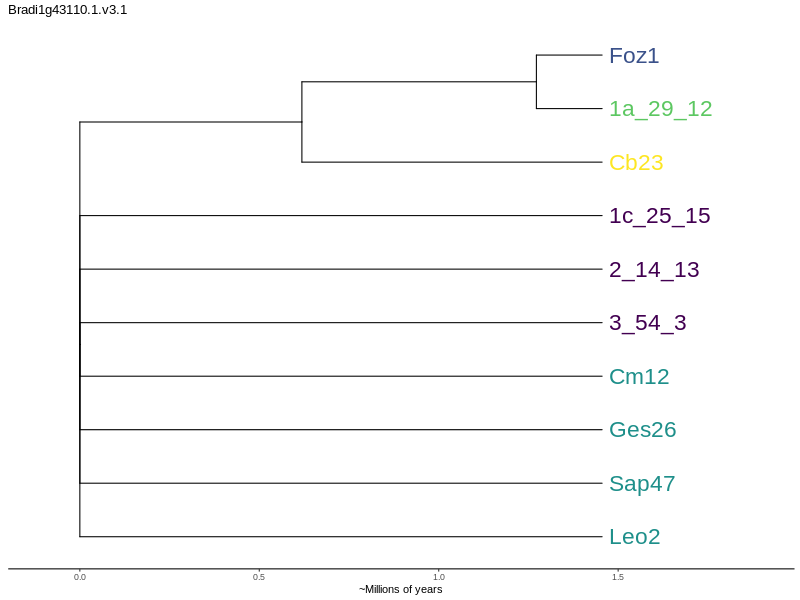 Bradi1g43110.1.v3.1
Foz1
1a_29_12
Cb23
1c_25_15
2_14_13
3_54_3
Cm12
Ges26
Sap47
Leo2
0.0 0.5 1.0 1.5
~Millions of years